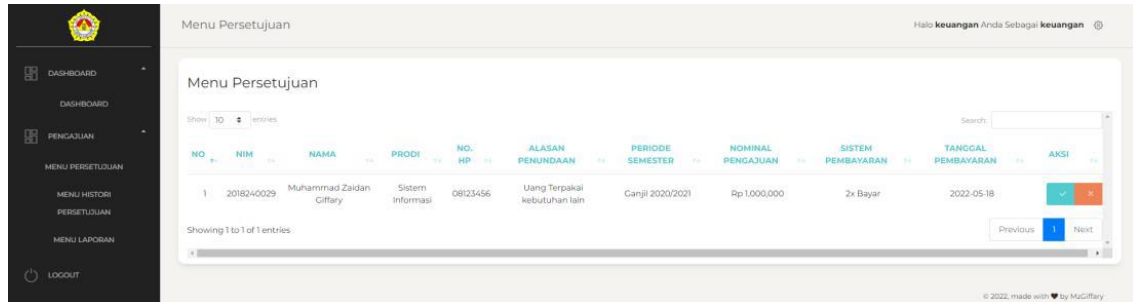 Menu Persetujuan
Halo keuangan Anda Sebagai keuangan
DASHBOARD
DASHBOARD
PENGAJUAN
MENU PERSETUJUAN
MENU HISTORI
PERSETUJUAN
MENU LAPORAN
LOGOUT
Menu Persetujuan
Show 10 entries
Search:
NO NIM NAMA PRODI NO. HP ALASAN PENUNDAAN PERIODE SEMESTER NOMINAL PENGAJUAN SISTEM PEMBAYARAN TANGGAL PEMBAYARAN AKSI
1 2018240029 Muhammad Zaidan Giffary Sistem Informasi 08123456 Uang Terpakai kebutuhan lain Ganjil 2020/2021 Rp 1,000,000 2x Bayar 2022-05-18
Showing 1 to 1 of 1 entries
Previous 1 Next
© 2022, made with ♥ by MzGiffary